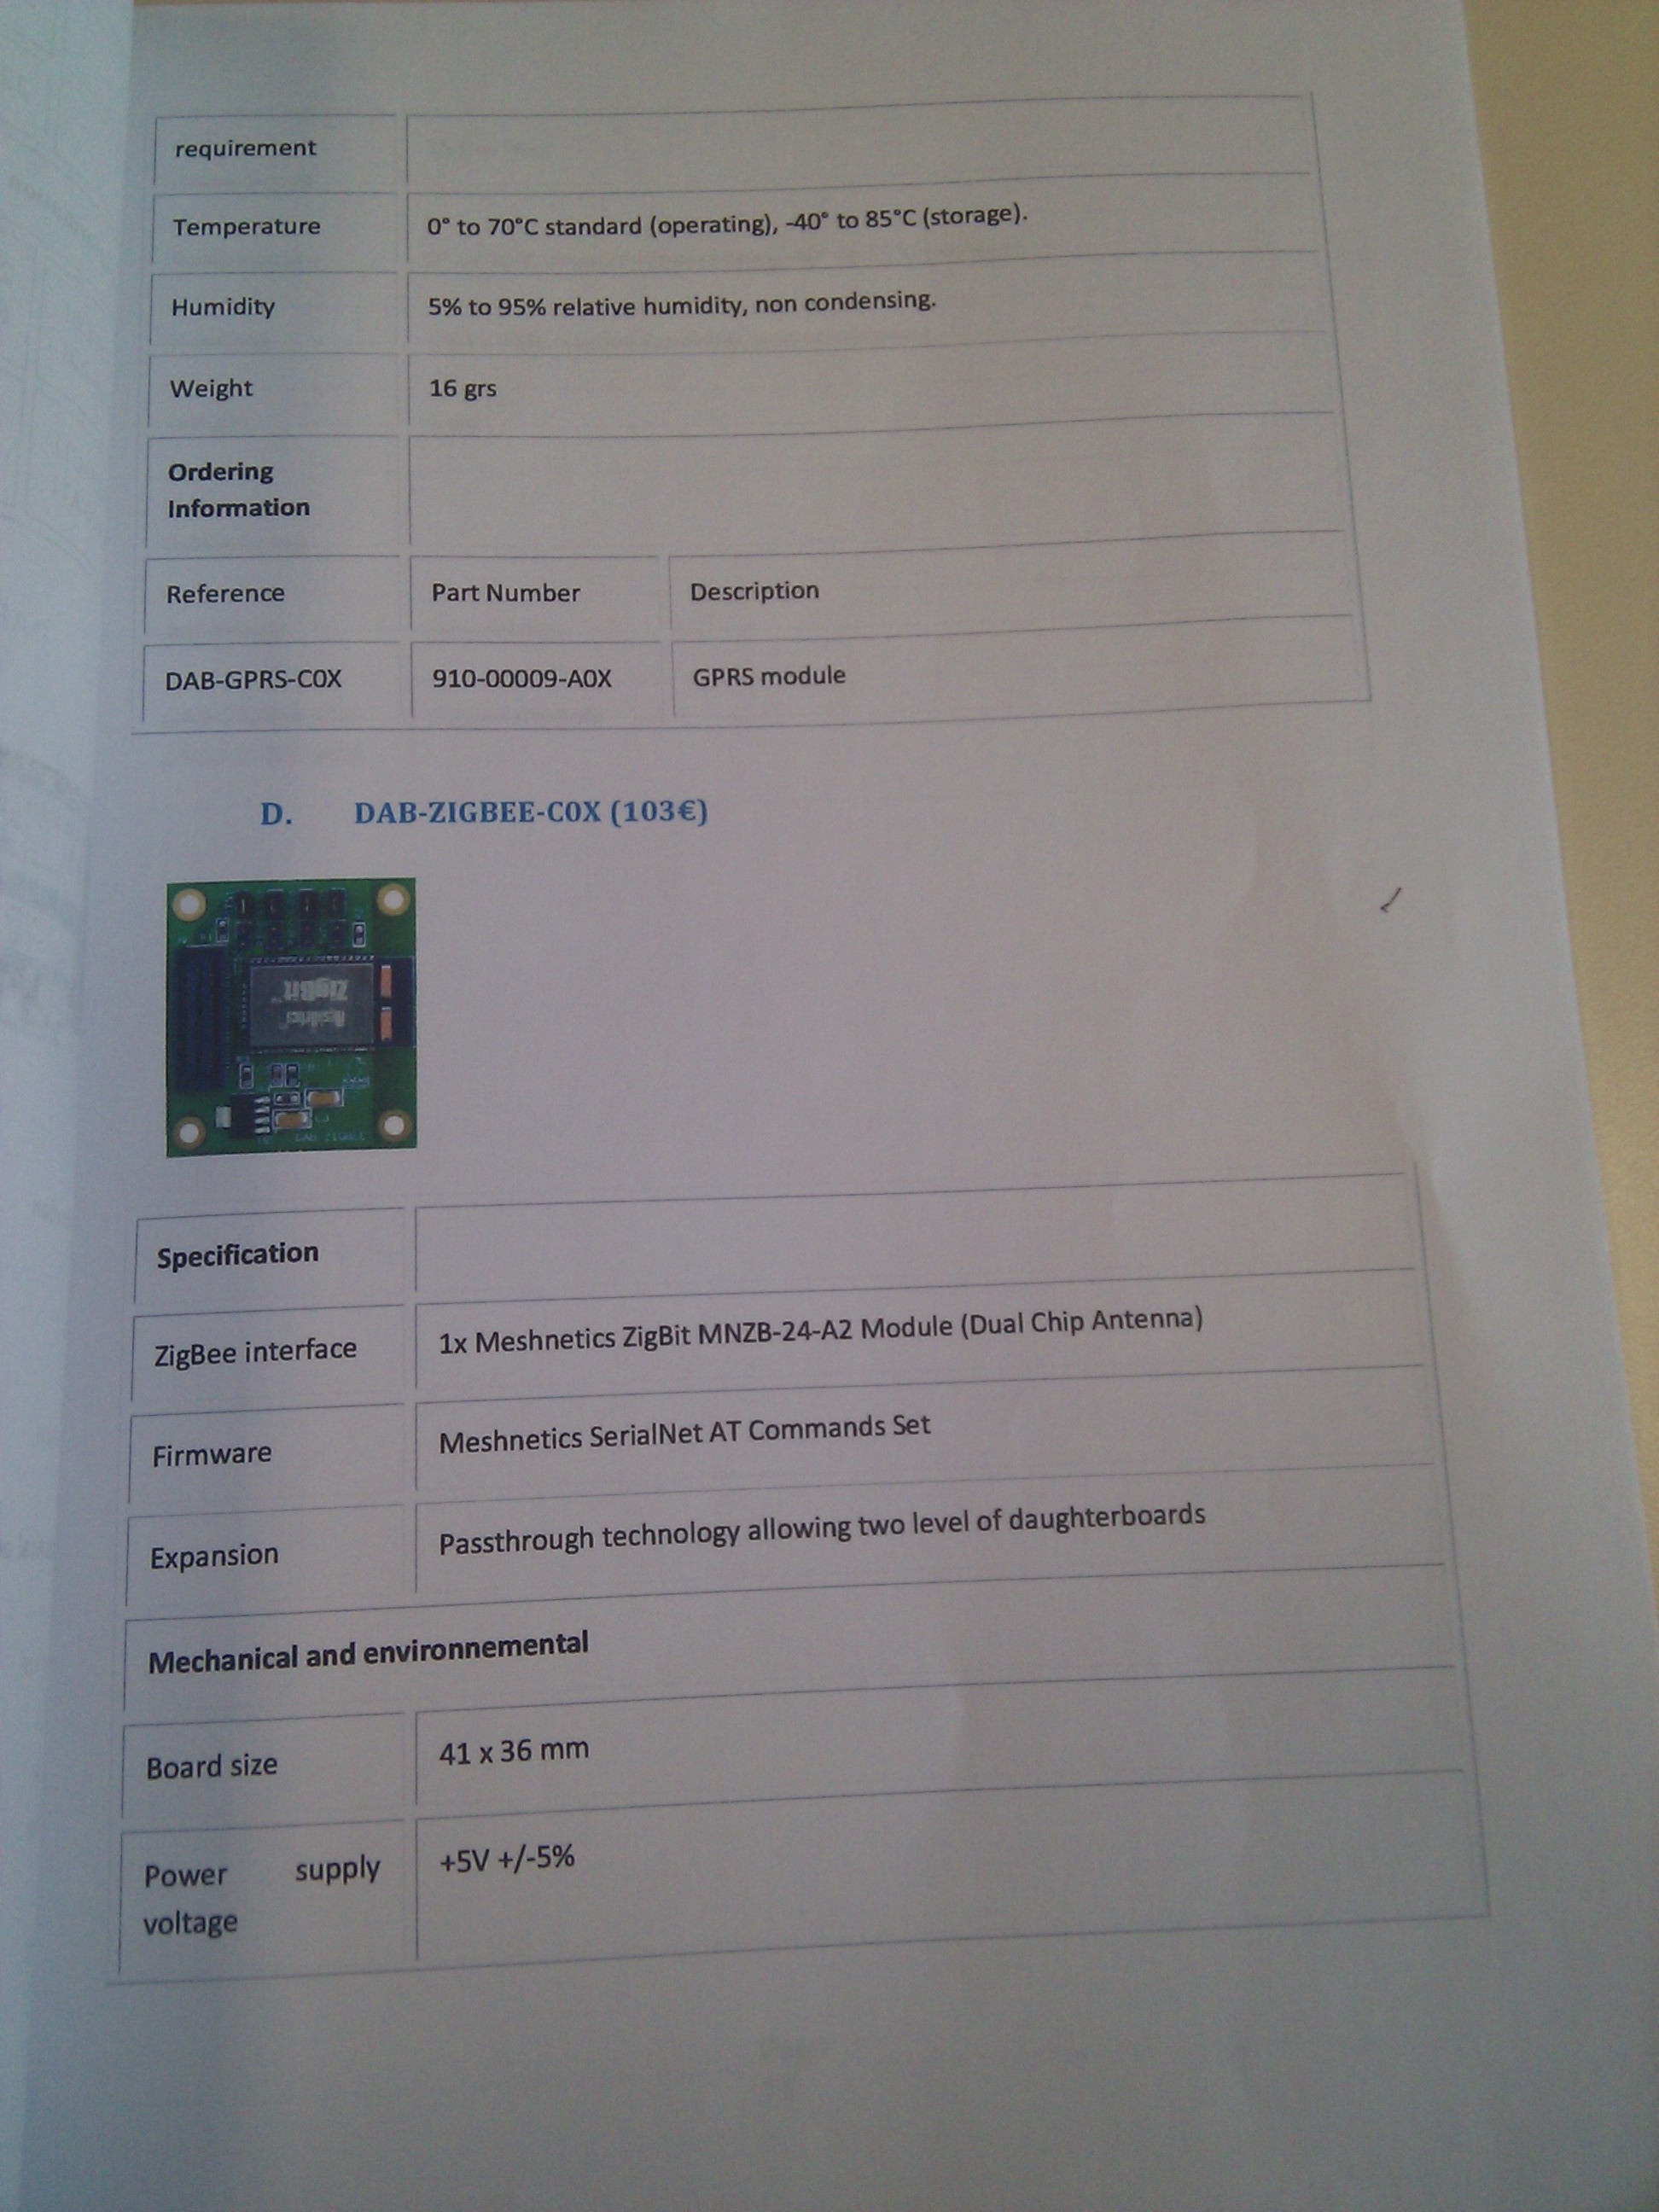 requirement
Temperature 0° to 70°C standard (operating), -40° to 85°C (storage).
Humidity 5% to 95% relative humidity, non condensing.
Weight 16 grs
Ordering
Information
Reference Part Number Description
DAB-GPRS-C0X 910-00009-A0X GPRS module
D. DAB-ZIGBEE-C0X (103€)
ZigBit
DAB ZIGBEE
Specification
ZigBee interface 1x Meshnetics ZigBit MNZB-24-A2 Module (Dual Chip Antenna)
Firmware Meshnetics SerialNet AT Commands Set
Expansion Passthrough technology allowing two level of daughterboards
Mechanical and environnemental
Board size 41 x 36 mm
Power supply +5V +/-5%
voltage